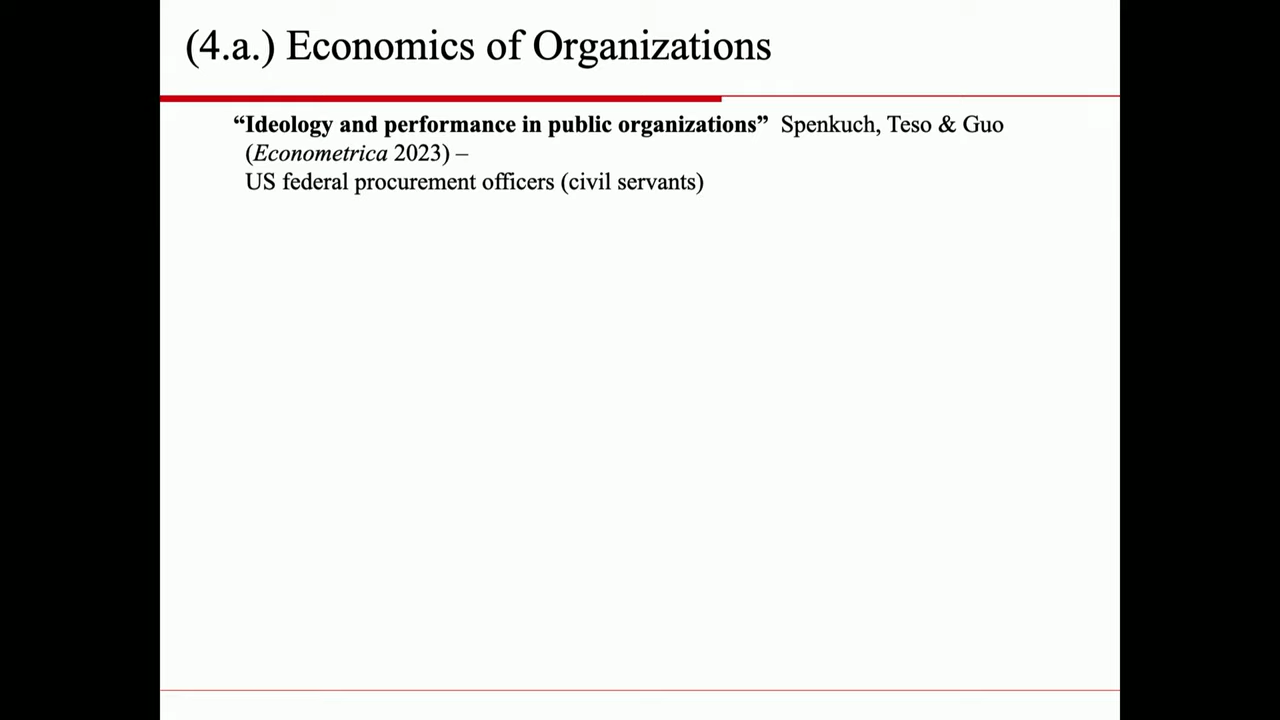 (4.a.) Economics of Organizations
“Ideology and performance in public organizations” Spenkuch, Teso & Guo
(Econometrica 2023) –
US federal procurement officers (civil servants)